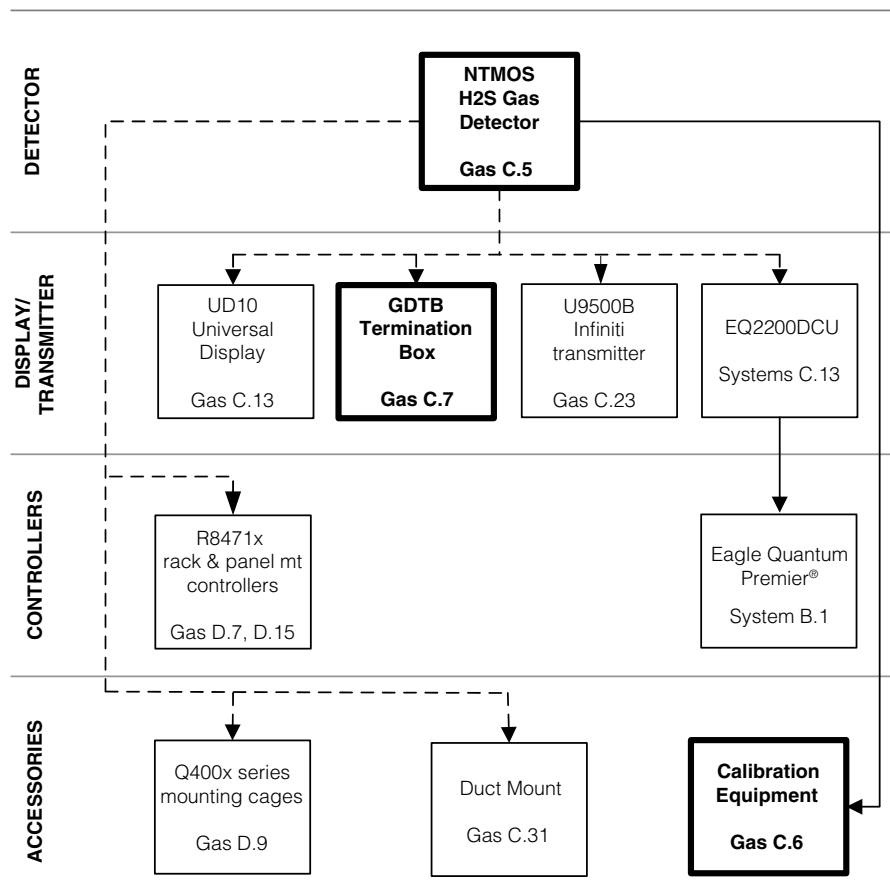 DETECTOR
NTMOS
H2S Gas
Detector
Gas C.5
DISPLAY/
TRANSMITTER
UD10
Universal
Display
Gas C.13
GDTB
Termination
Box
Gas C.7
U9500B
Infiniti
transmitter
Gas C.23
EQ2200DCU
Systems C.13
CONTROLLERS
R8471x
rack & panel mt
controllers
Gas D.7, D.15
Eagle Quantum
Premier®
System B.1
ACCESSORIES
Q400x series
mounting cages
Gas D.9
Duct Mount
Gas C.31
Calibration
Equipment
Gas C.6